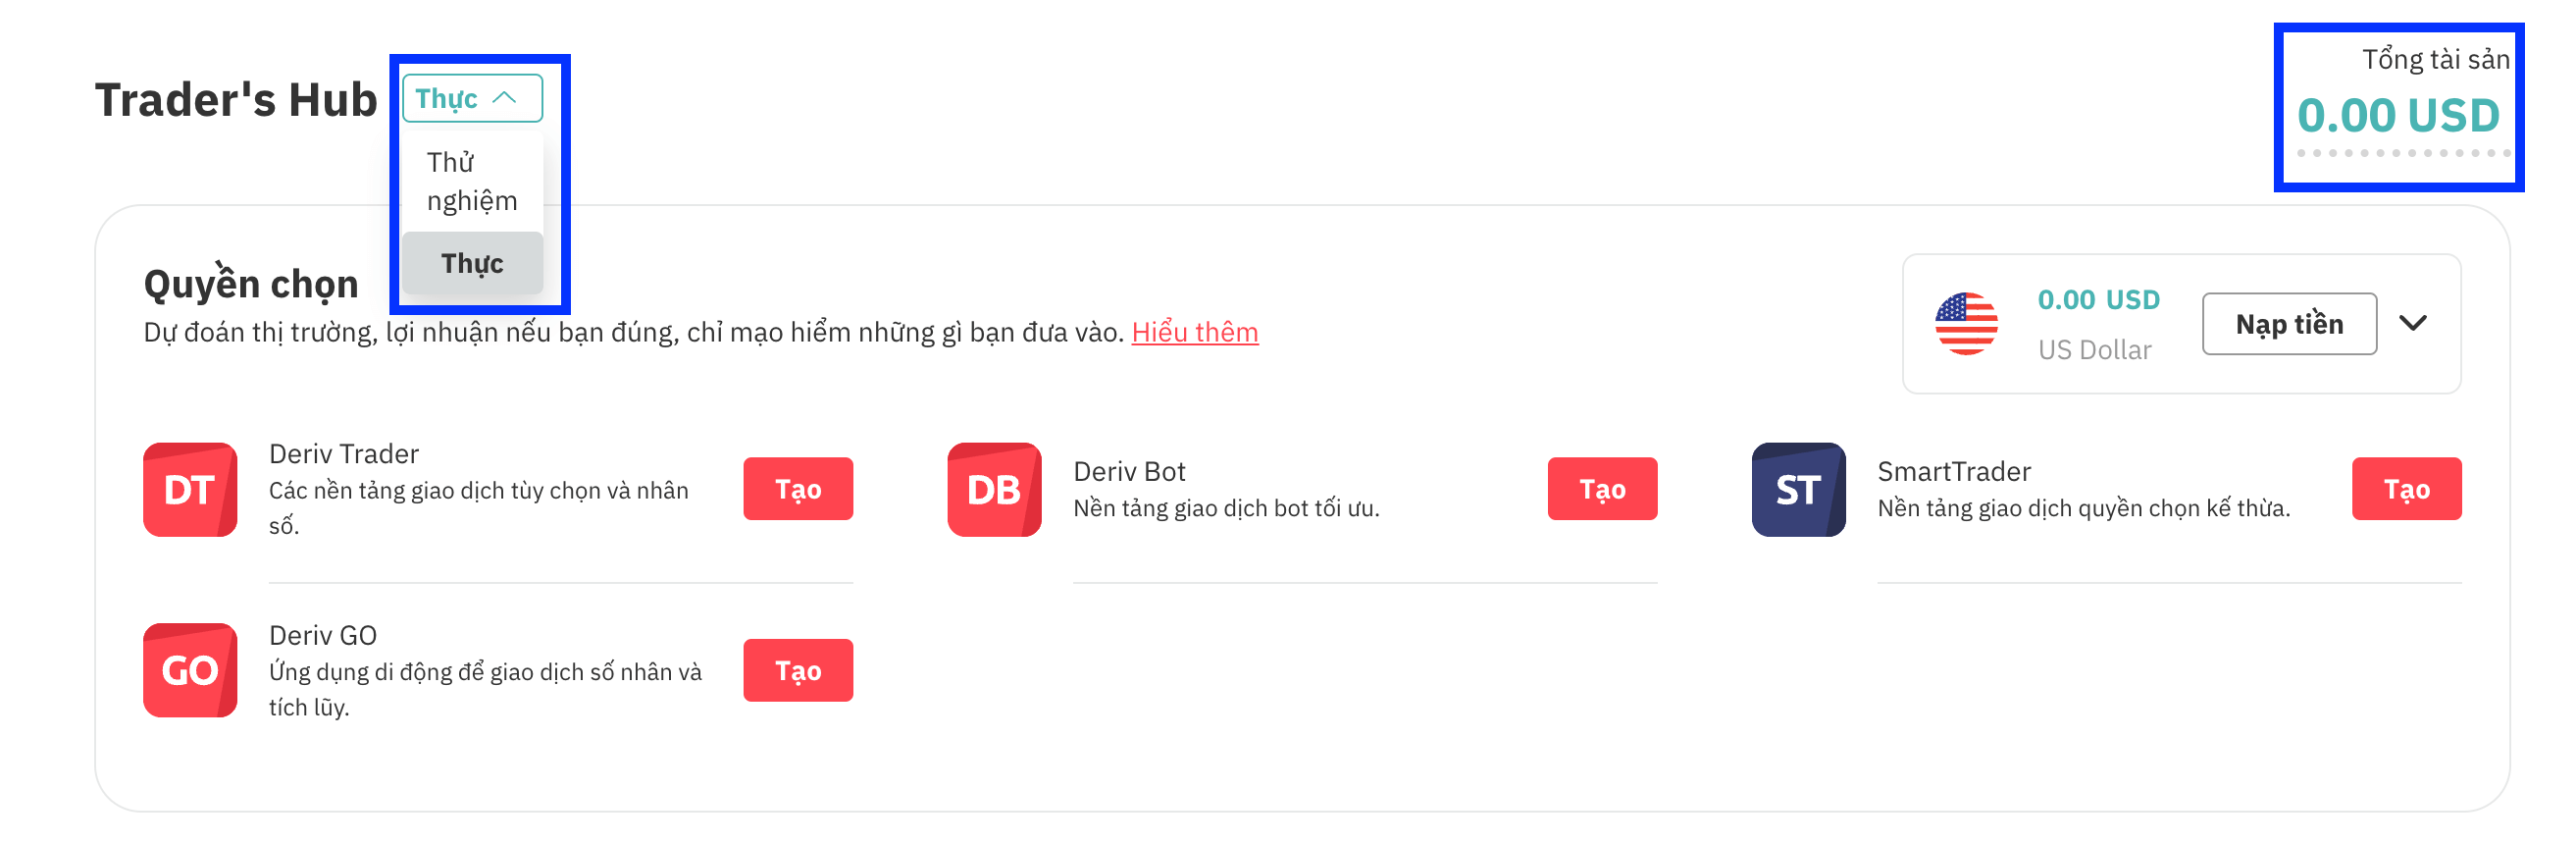 Trader's Hub
Thực
Thử
nghiệm
Thực
Tổng tài sản
0.00 USD
Quyền chọn
Dự đoán thị trường, lợi nhuận nếu bạn đúng, chỉ mạo hiểm những gì bạn đưa vào. Hiểu thêm
0.00 USD
US Dollar
Nạp tiền
DT
Deriv Trader
Các nền tảng giao dịch tùy chọn và nhân
số.
Tạo
DB
Deriv Bot
Nền tảng giao dịch bot tối ưu.
Tạo
ST
SmartTrader
Nền tảng giao dịch quyền chọn kế thừa.
Tạo
GO
Deriv GO
Ứng dụng di động để giao dịch số nhân và
tích lũy.
Tạo